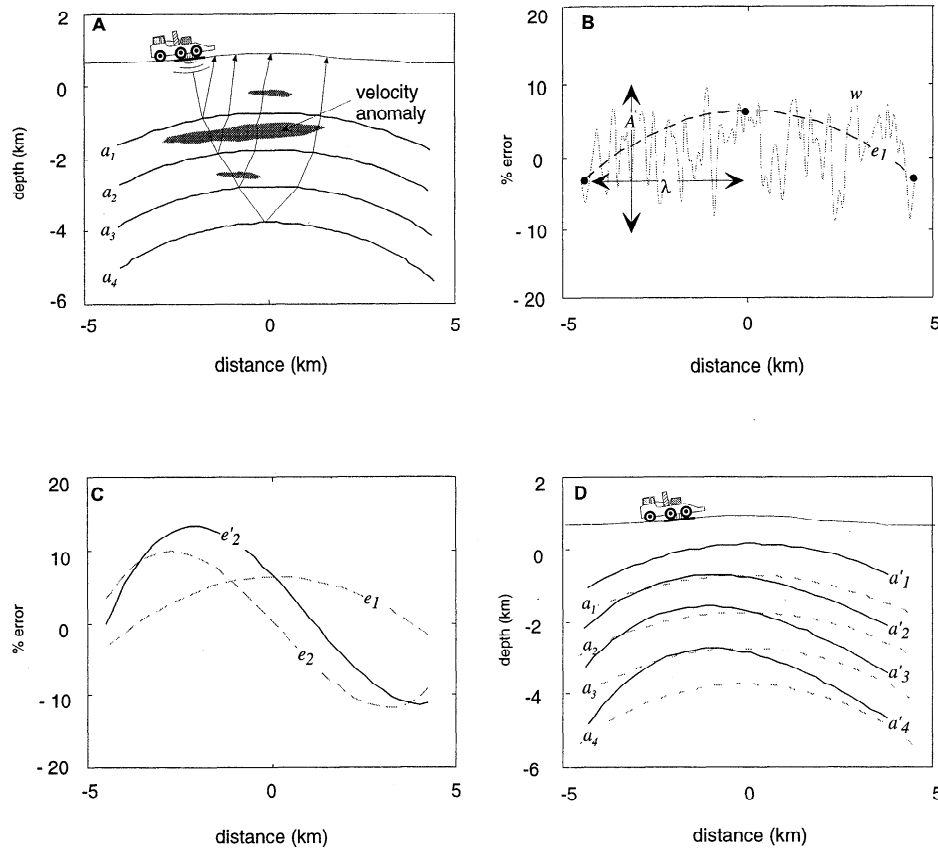 A
2
0
-2
-4
-6
depth (km)
velocity
anomaly
a1
a2
a3
a4
-5
0
5
distance (km)
B
20
10
0
- 10
- 20
% error
A
λ
w
e1
-5
0
5
distance (km)
C
20
10
0
- 10
- 20
% error
e'2
e1
e2
-5
0
5
distance (km)
D
2
0
-2
-4
-6
depth (km)
a1
a2
a3
a4
a'1
a'2
a'3
a'4
-5
0
5
distance (km)